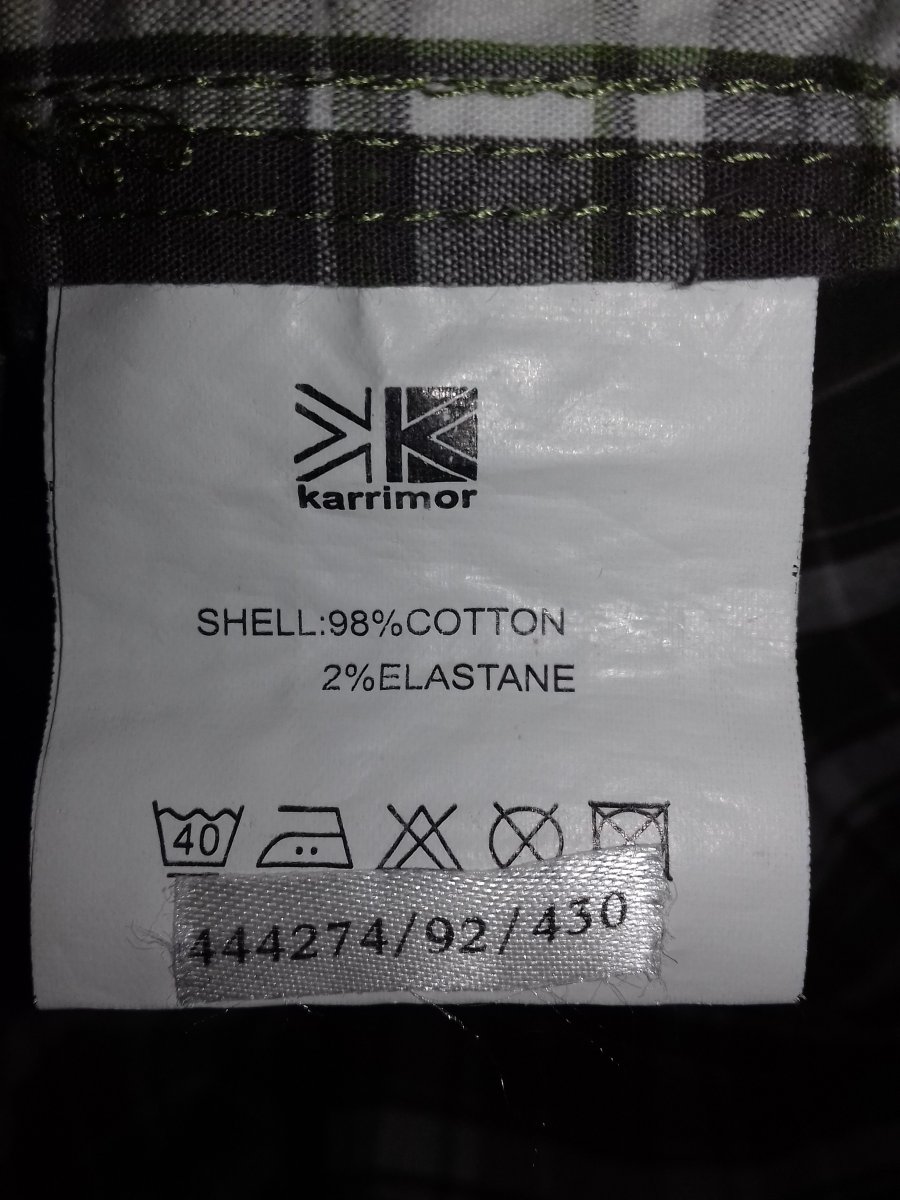 karrimor
SHELL:98%COTTON
2%ELASTANE
40
444274/92/430